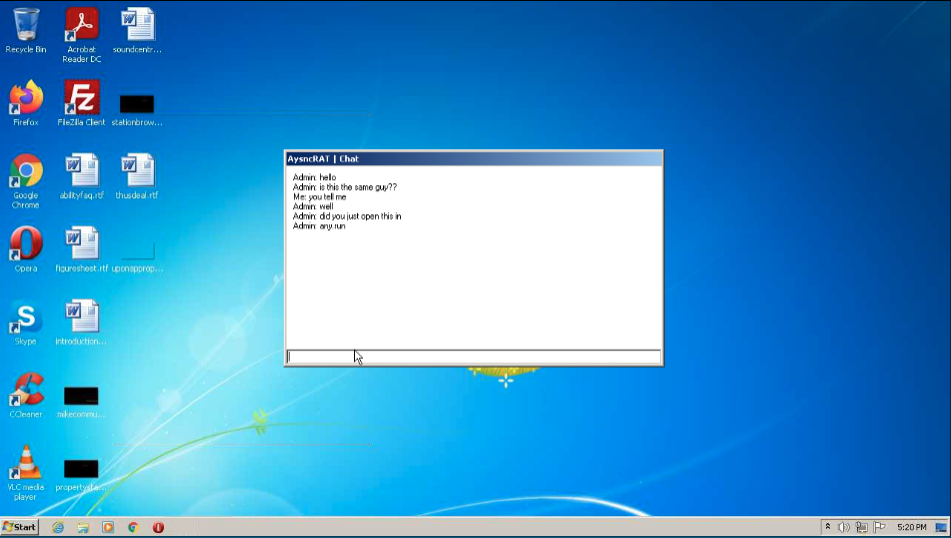 Recycle Bin
Acrobat
Reader DC
soundcentr...
Firefox
FileZilla Client
stationbrow...
Google
Chrome
abilityfaq.rtf
thusdeal.rtf
Opera
figuresheet.rtf
uponapprop...
Skype
introduction...
CCleaner
mikecommu...
VLC media
player
propertysta...
AysncRAT | Chat
Admin: hello
Admin: is this the same guy??
Me: you tell me
Admin: well
Admin: did you just open this in
Admin: any.run
Start
5:20 PM